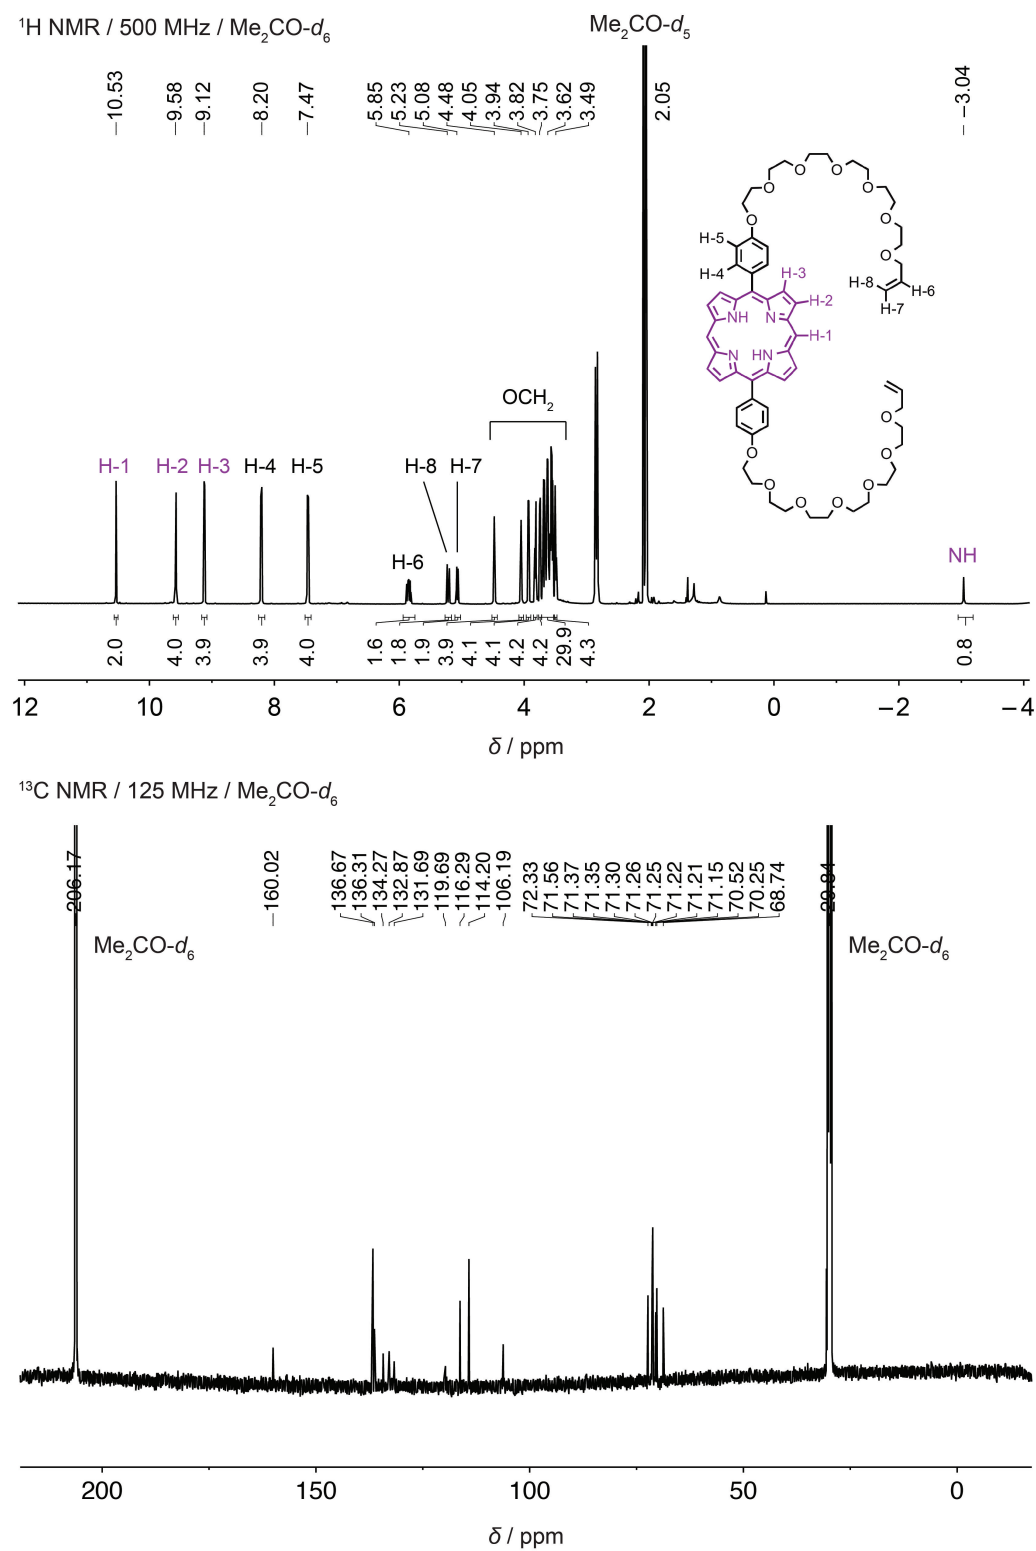 ¹H NMR / 500 MHz / Me₂CO-d₆
Me₂CO-d₅
10.53
9.58
9.12
8.20
7.47
5.85
5.23
5.08
4.48
4.05
3.94
3.82
3.75
3.62
3.49
2.05
−3.04
O
O
O
O
O
O
O
O
H-5
H-4
H-3
H-8
H-6
H-7
H-2
NH
N
H-1
N
HN
O
O
O
O
O
O
O
O
OCH₂
H-1
H-2
H-3
H-4
H-5
H-8
H-7
H-6
NH
2.0
4.0
3.9
3.9
4.0
1.6
1.8
1.9
3.9
4.1
4.1
4.2
4.2
29.9
4.3
0.8
12
10
8
6
4
2
0
−2
−4
δ / ppm
¹³C NMR / 125 MHz / Me₂CO-d₆
206.17
160.02
136.67
136.31
134.27
132.87
131.69
119.69
116.29
114.20
106.19
72.33
71.56
71.37
71.35
71.30
71.26
71.25
71.22
71.21
71.15
70.52
70.25
68.74
29.84
Me₂CO-d₆
Me₂CO-d₆
200
150
100
50
0
δ / ppm